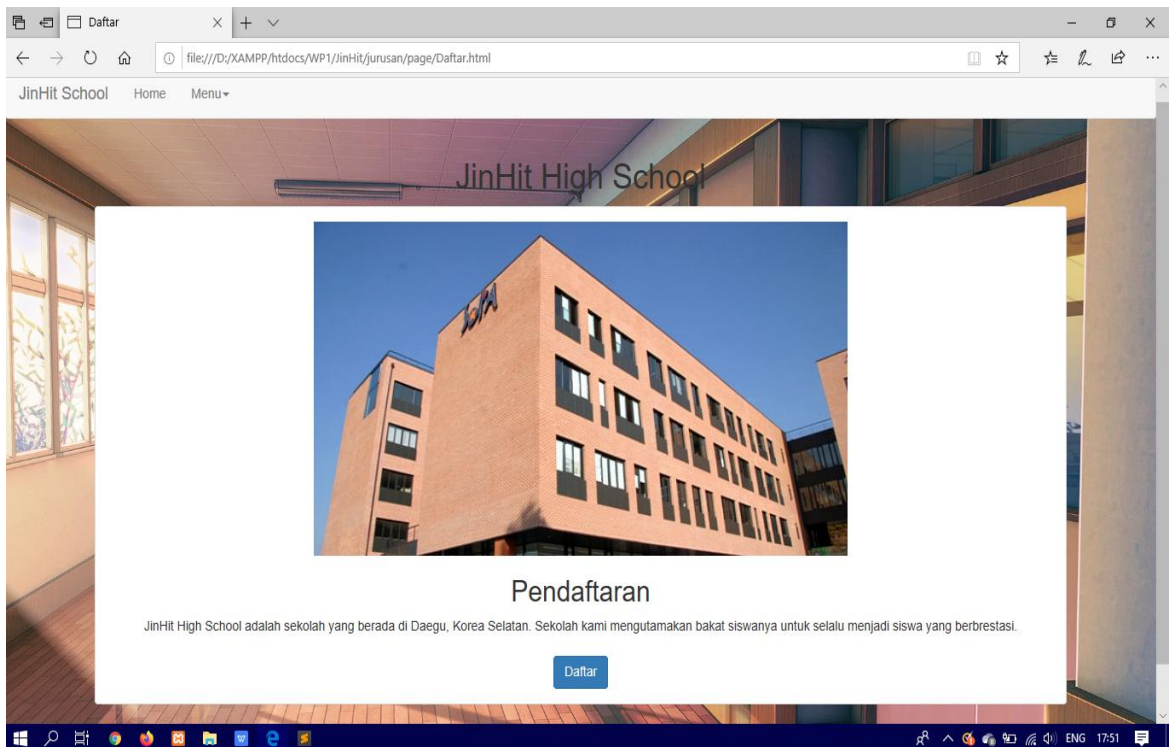 Daftar
file:///D:/XAMPP/htdocs/WP1/JinHit/jurusan/page/Daftar.html
JinHit School Home Menu
JinHit High School
SoPA
Pendaftaran
JinHit High School adalah sekolah yang berada di Daegu, Korea Selatan. Sekolah kami mengutamakan bakat siswanya untuk selalu menjadi siswa yang berbrestasi.
Daftar
ENG 17:51